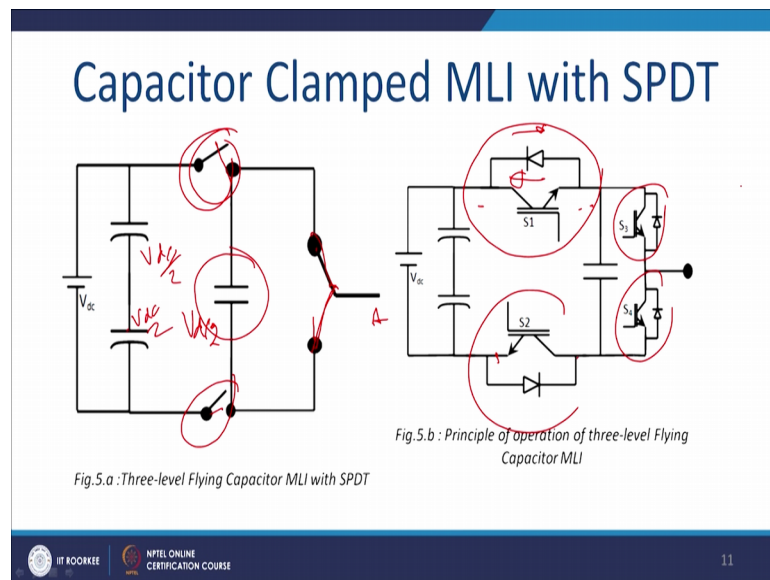 Capacitor Clamped MLI with SPDT
Vdc
Vdc/2
Vdc/2
Vdc/2
A
Fig.5.a :Three-level Flying Capacitor MLI with SPDT
S1
S2
S3
S4
Vdc
Fig.5.b : Principle of operation of three-level Flying
Capacitor MLI
IIT ROORKEE
NPTEL ONLINE
CERTIFICATION COURSE
11